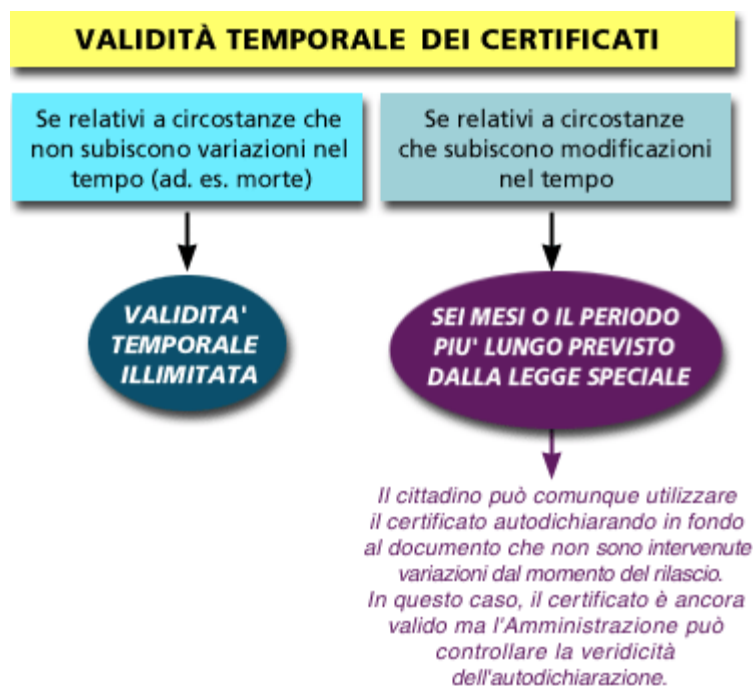 VALIDITÀ TEMPORALE DEI CERTIFICATI
Se relativi a circostanze che
non subiscono variazioni nel
tempo (ad. es. morte)
Se relativi a circostanze
che subiscono modificazioni
nel tempo
VALIDITA'
TEMPORALE
ILLIMITATA
SEI MESI O IL PERIODO
PIU' LUNGO PREVISTO
DALLA LEGGE SPECIALE
Il cittadino può comunque utilizzare
il certificato autodichiarando in fondo
al documento che non sono intervenute
variazioni dal momento del rilascio.
In questo caso, il certificato è ancora
valido ma l'Amministrazione può
controllare la veridicità
dell'autodichiarazione.